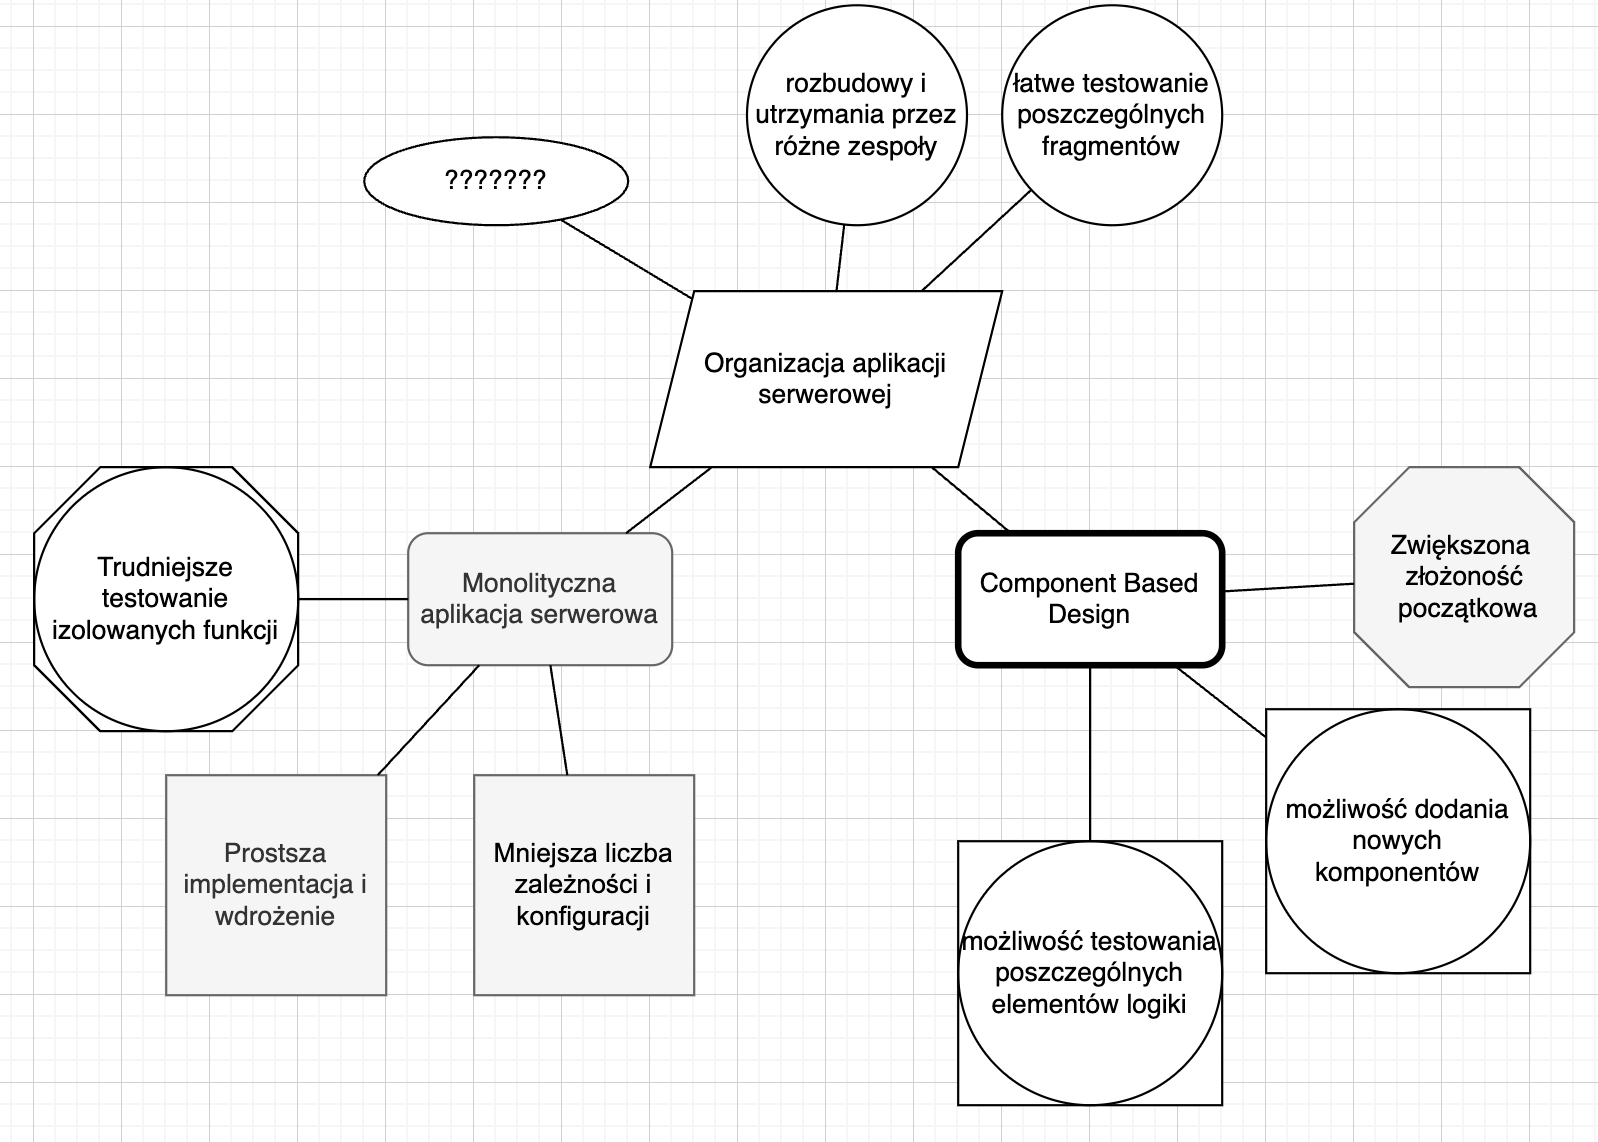 rozbudowy i
utrzymania przez
różne zespoły
łatwe testowanie
poszczególnych
fragmentów
???????
Organizacja aplikacji
serwerowej
Trudniejsze
testowanie
izolowanych funkcji
Monolityczna
aplikacja serwerowa
Component Based
Design
Zwiększona
złożoność
początkowa
Prostsza
implementacja i
wdrożenie
Mniejsza liczba
zależności i
konfiguracji
możliwość dodania
nowych
komponentów
możliwość testowania
poszczególnych
elementów logiki